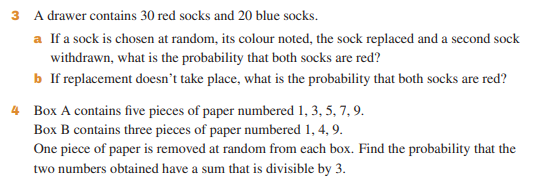 3 A drawer contains 30 red socks and 20 blue socks.
a If a sock is chosen at random, its colour noted, the sock replaced and a second sock
withdrawn, what is the probability that both socks are red?
b If replacement doesn’t take place, what is the probability that both socks are red?
4 Box A contains five pieces of paper numbered 1, 3, 5, 7, 9.
Box B contains three pieces of paper numbered 1, 4, 9.
One piece of paper is removed at random from each box. Find the probability that the
two numbers obtained have a sum that is divisible by 3.